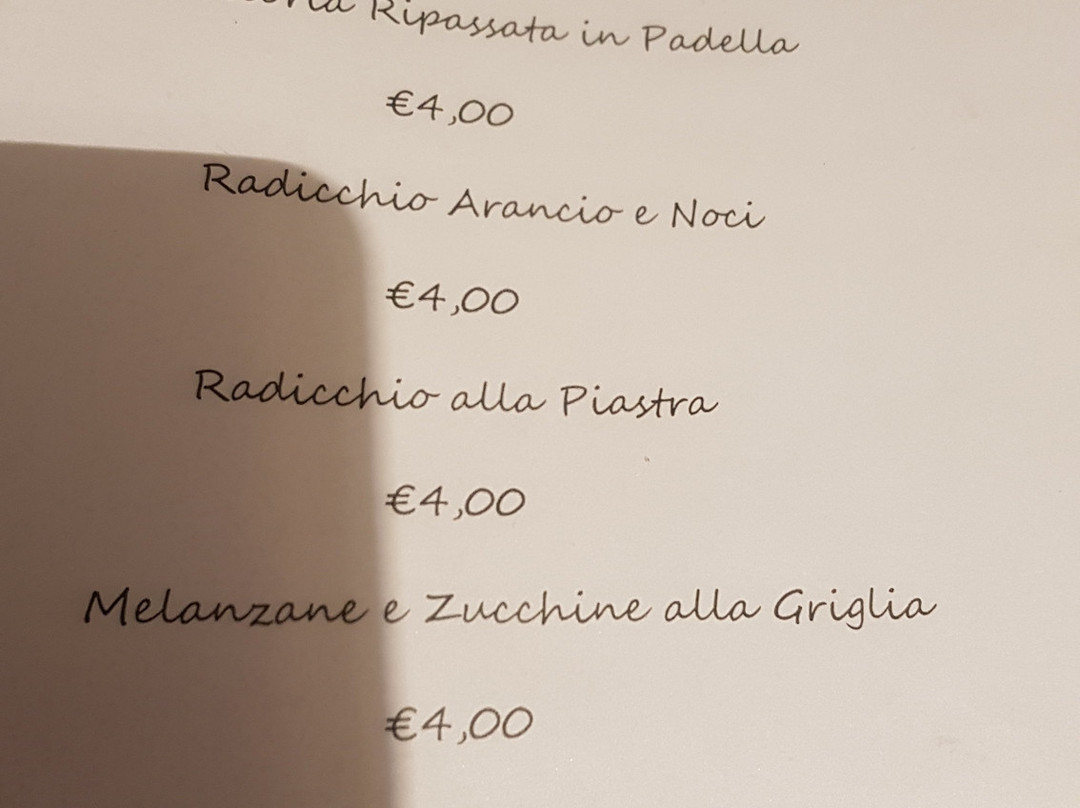 Ripassata in Padella
€4,00
Radicchio Arancio e Noci
€4,00
Radicchio alla Piastra
€4,00
Melanzane e Zucchine alla Griglia
€4,00